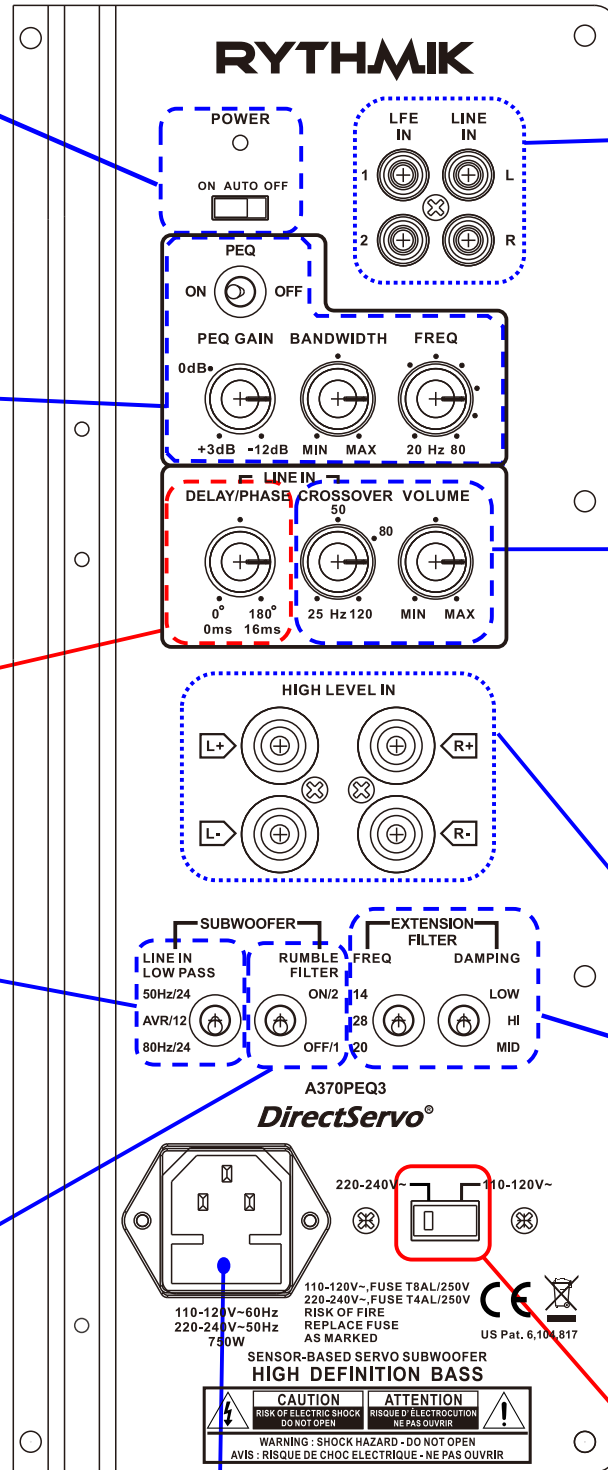 RYTHMIK
POWER
ON AUTO OFF
LFE IN
LINE IN
1
L
2
R
PEQ
ON
OFF
PEQ GAIN
BANDWIDTH
FREQ
0dB
+3dB -12dB
MIN MAX
20 Hz 80
LINE IN
DELAY/PHASE
CROSSOVER
VOLUME
50
80
0° 180°
0ms 16ms
25 Hz 120
MIN MAX
HIGH LEVEL IN
L+
R+
L-
R-
SUBWOOFER
LINE IN
LOW PASS
50Hz/24
AVR/12
80Hz/24
RUMBLE
FILTER
ON/2
OFF/1
EXTENSION
FILTER
FREQ
DAMPING
14
28
20
LOW
HI
MID
A370PEQ3
DirectServo®
220-240V~
110-120V~
110-120V~60Hz
220-240V~50Hz
750W
110-120V~,FUSE T8AL/250V
220-240V~,FUSE T4AL/250V
RISK OF FIRE
REPLACE FUSE
AS MARKED
CE
US Pat. 6,104,817
SENSOR-BASED SERVO SUBWOOFER
HIGH DEFINITION BASS
CAUTION
RISK OF ELECTRIC SHOCK
DO NOT OPEN
ATTENTION
RISQUE D'ÉLECTROCUTION
NE PAS OUVRIR
WARNING : SHOCK HAZARD - DO NOT OPEN
AVIS : RISQUE DE CHOC ELECTRIQUE - NE PAS OUVRIR